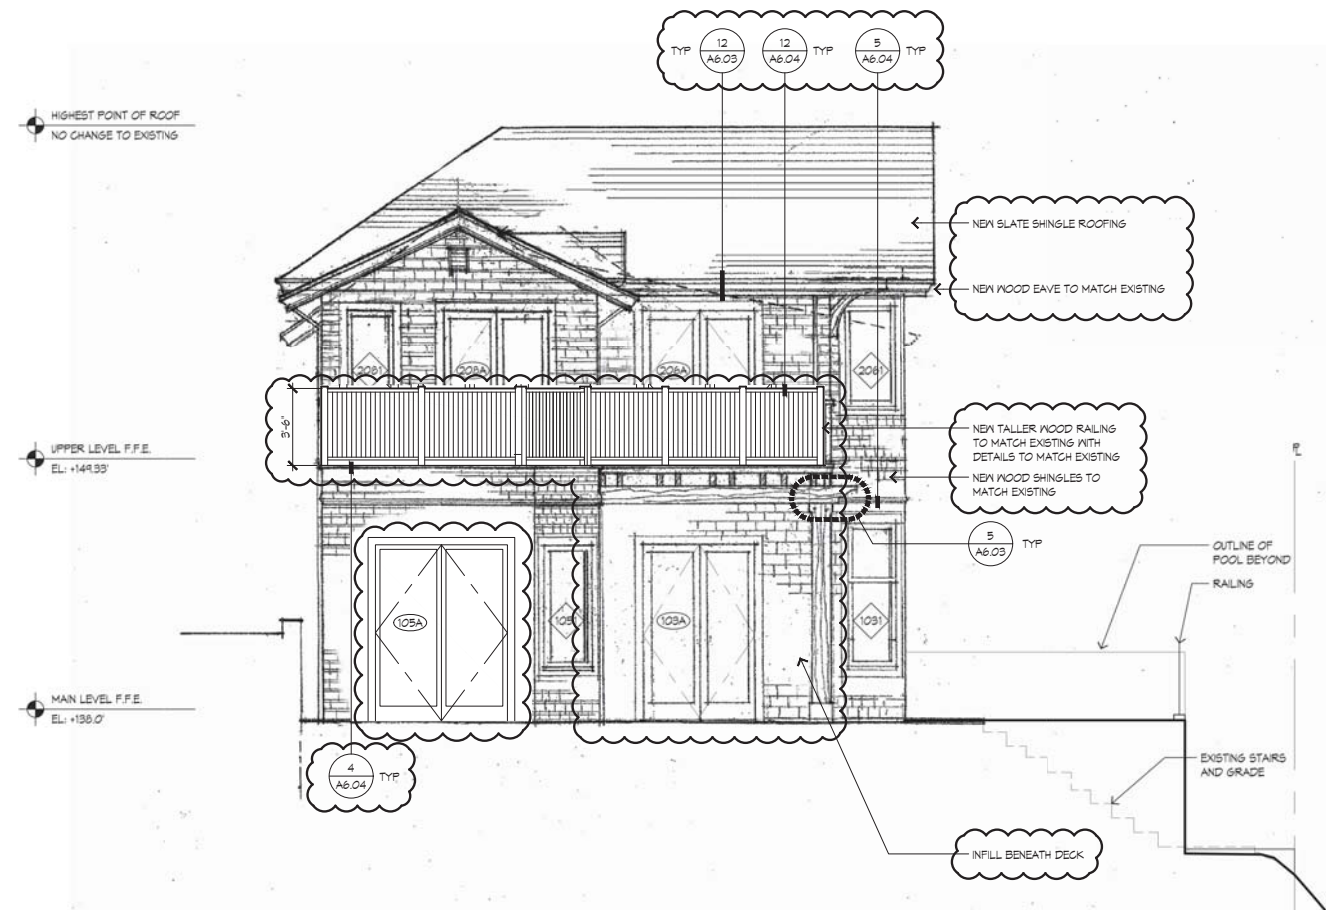 TYP
12
A6.03
12
A6.04
TYP
5
A6.04
TYP
HIGHEST POINT OF ROOF
NO CHANGE TO EXISTING
NEW SLATE SHINGLE ROOFING
NEW WOOD EAVE TO MATCH EXISTING
2081
208A
206A
2061
3'-6"
NEW TALLER WOOD RAILING
TO MATCH EXISTING WITH
DETAILS TO MATCH EXISTING
UPPER LEVEL F.F.E.
EL: +149.33'
NEW WOOD SHINGLES TO
MATCH EXISTING
5
A6.03
TYP
OUTLINE OF
POOL BEYOND
RAILING
105A
103A
1031
MAIN LEVEL F.F.E.
EL: +138.0'
EXISTING STAIRS
AND GRADE
4
A6.04
TYP
INFILL BENEATH DECK